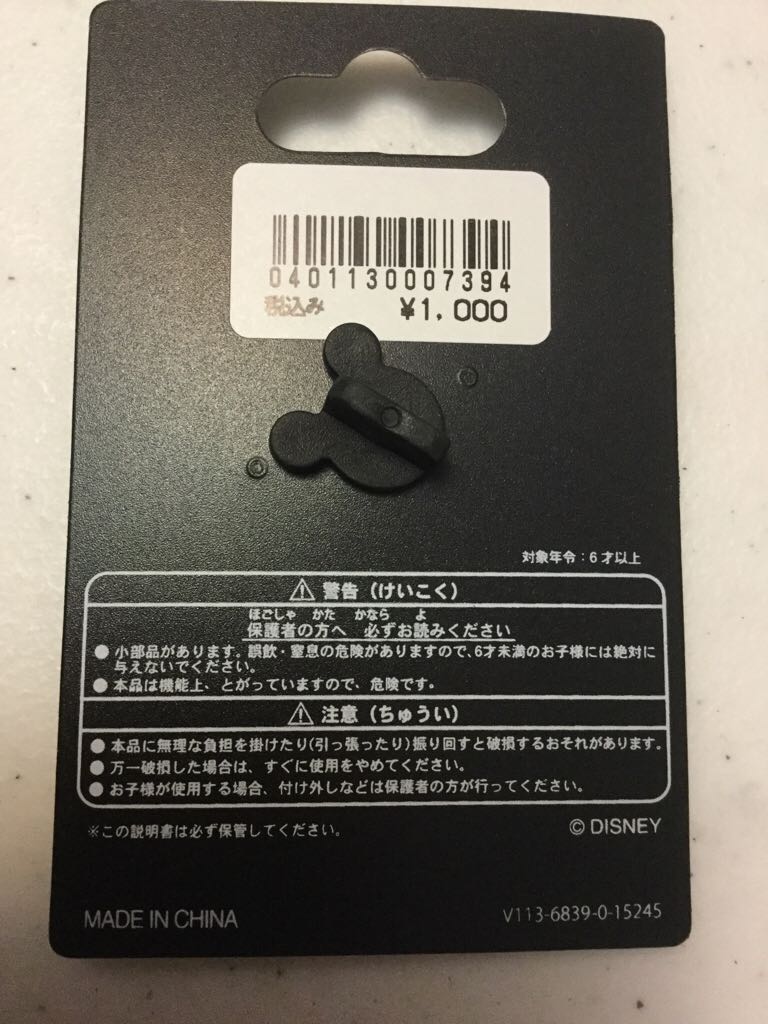 0401130007394
税込み ¥1,000
対象年令：6才以上
⚠ 警告（けいこく）
ほごしゃ かた かなら よ
保護者の方へ 必ずお読みください
●小部品があります。誤飲・窒息の危険がありますので、6才未満のお子様には絶対に
与えないでください。
●本品は機能上、とがっていますので、危険です。
⚠ 注意（ちゅうい）
●本品に無理な負担を掛けたり(引っ張ったり)振り回すと破損するおそれがあります。
●万一破損した場合は、すぐに使用をやめてください。
●お子様が使用する場合、付け外しなどは保護者の方が行ってください。
※この説明書は必ず保管してください。
© DISNEY
MADE IN CHINA
V113-6839-0-15245